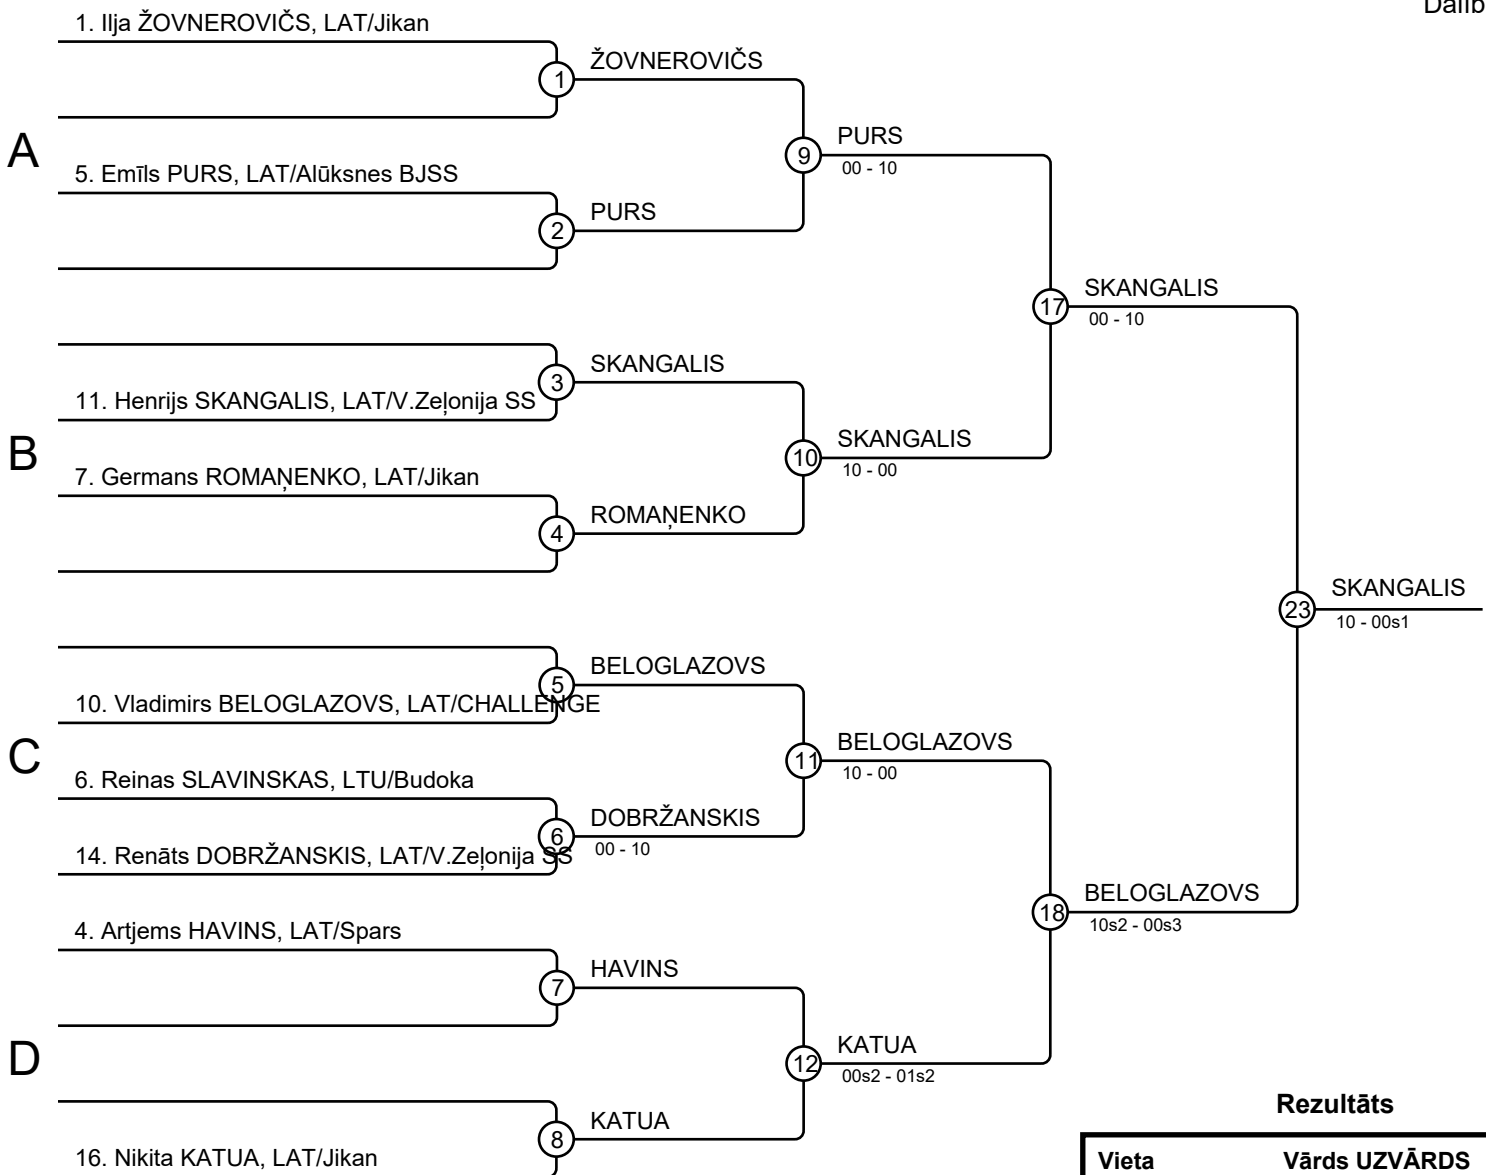 Dalīb
1. Ilja ŽOVNEROVIČS, LAT/Jikan
1
ŽOVNEROVIČS
A
9
PURS
00 - 10
5. Emīls PURS, LAT/Alūksnes BJSS
2
PURS
17
SKANGALIS
00 - 10
3
SKANGALIS
11. Henrijs SKANGALIS, LAT/V.Zeļonija SS
B
10
SKANGALIS
10 - 00
7. Germans ROMAŅENKO, LAT/Jikan
4
ROMAŅENKO
23
SKANGALIS
10 - 00s1
5
BELOGLAZOVS
10. Vladimirs BELOGLAZOVS, LAT/CHALLENGE
C
11
BELOGLAZOVS
10 - 00
6. Reinas SLAVINSKAS, LTU/Budoka
6
DOBRŽANSKIS
00 - 10
14. Renāts DOBRŽANSKIS, LAT/V.Zeļonija SS
18
BELOGLAZOVS
10s2 - 00s3
4. Artjems HAVINS, LAT/Spars
7
HAVINS
D
12
KATUA
00s2 - 01s2
8
KATUA
16. Nikita KATUA, LAT/Jikan
Rezultāts
Vieta Vārds UZVĀRDS